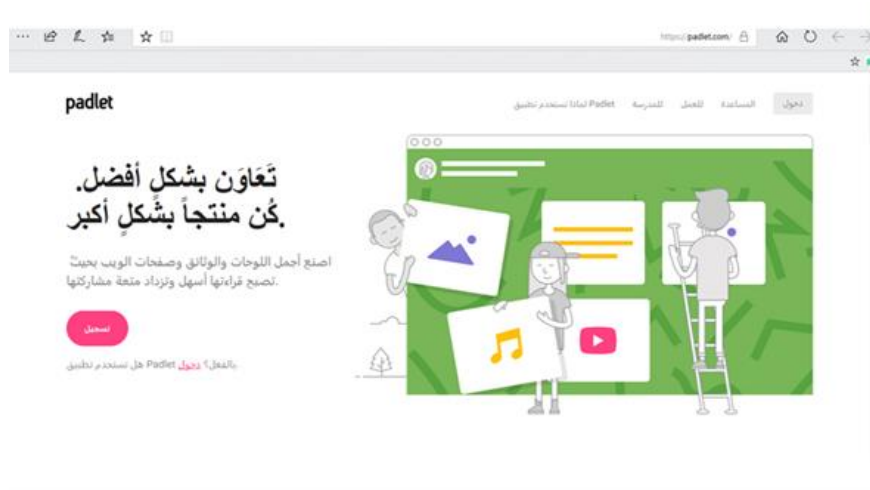 https://padlet.com/
padlet
دخول
المساعدة
للعمل
للمدرسة
لماذا تستخدم تطبيق Padlet
تَعَاوَن بشكل أفضل.
كُن منتجاً بشكلٍ أكبر.
اصنع أجمل اللوحات والوثائق وصفحات الويب بحيث
تصبح قراءتها أسهل وتزداد متعة مشاركتها.
تسجيل
هل تستخدم تطبيق Padlet بالفعل؟ دخول